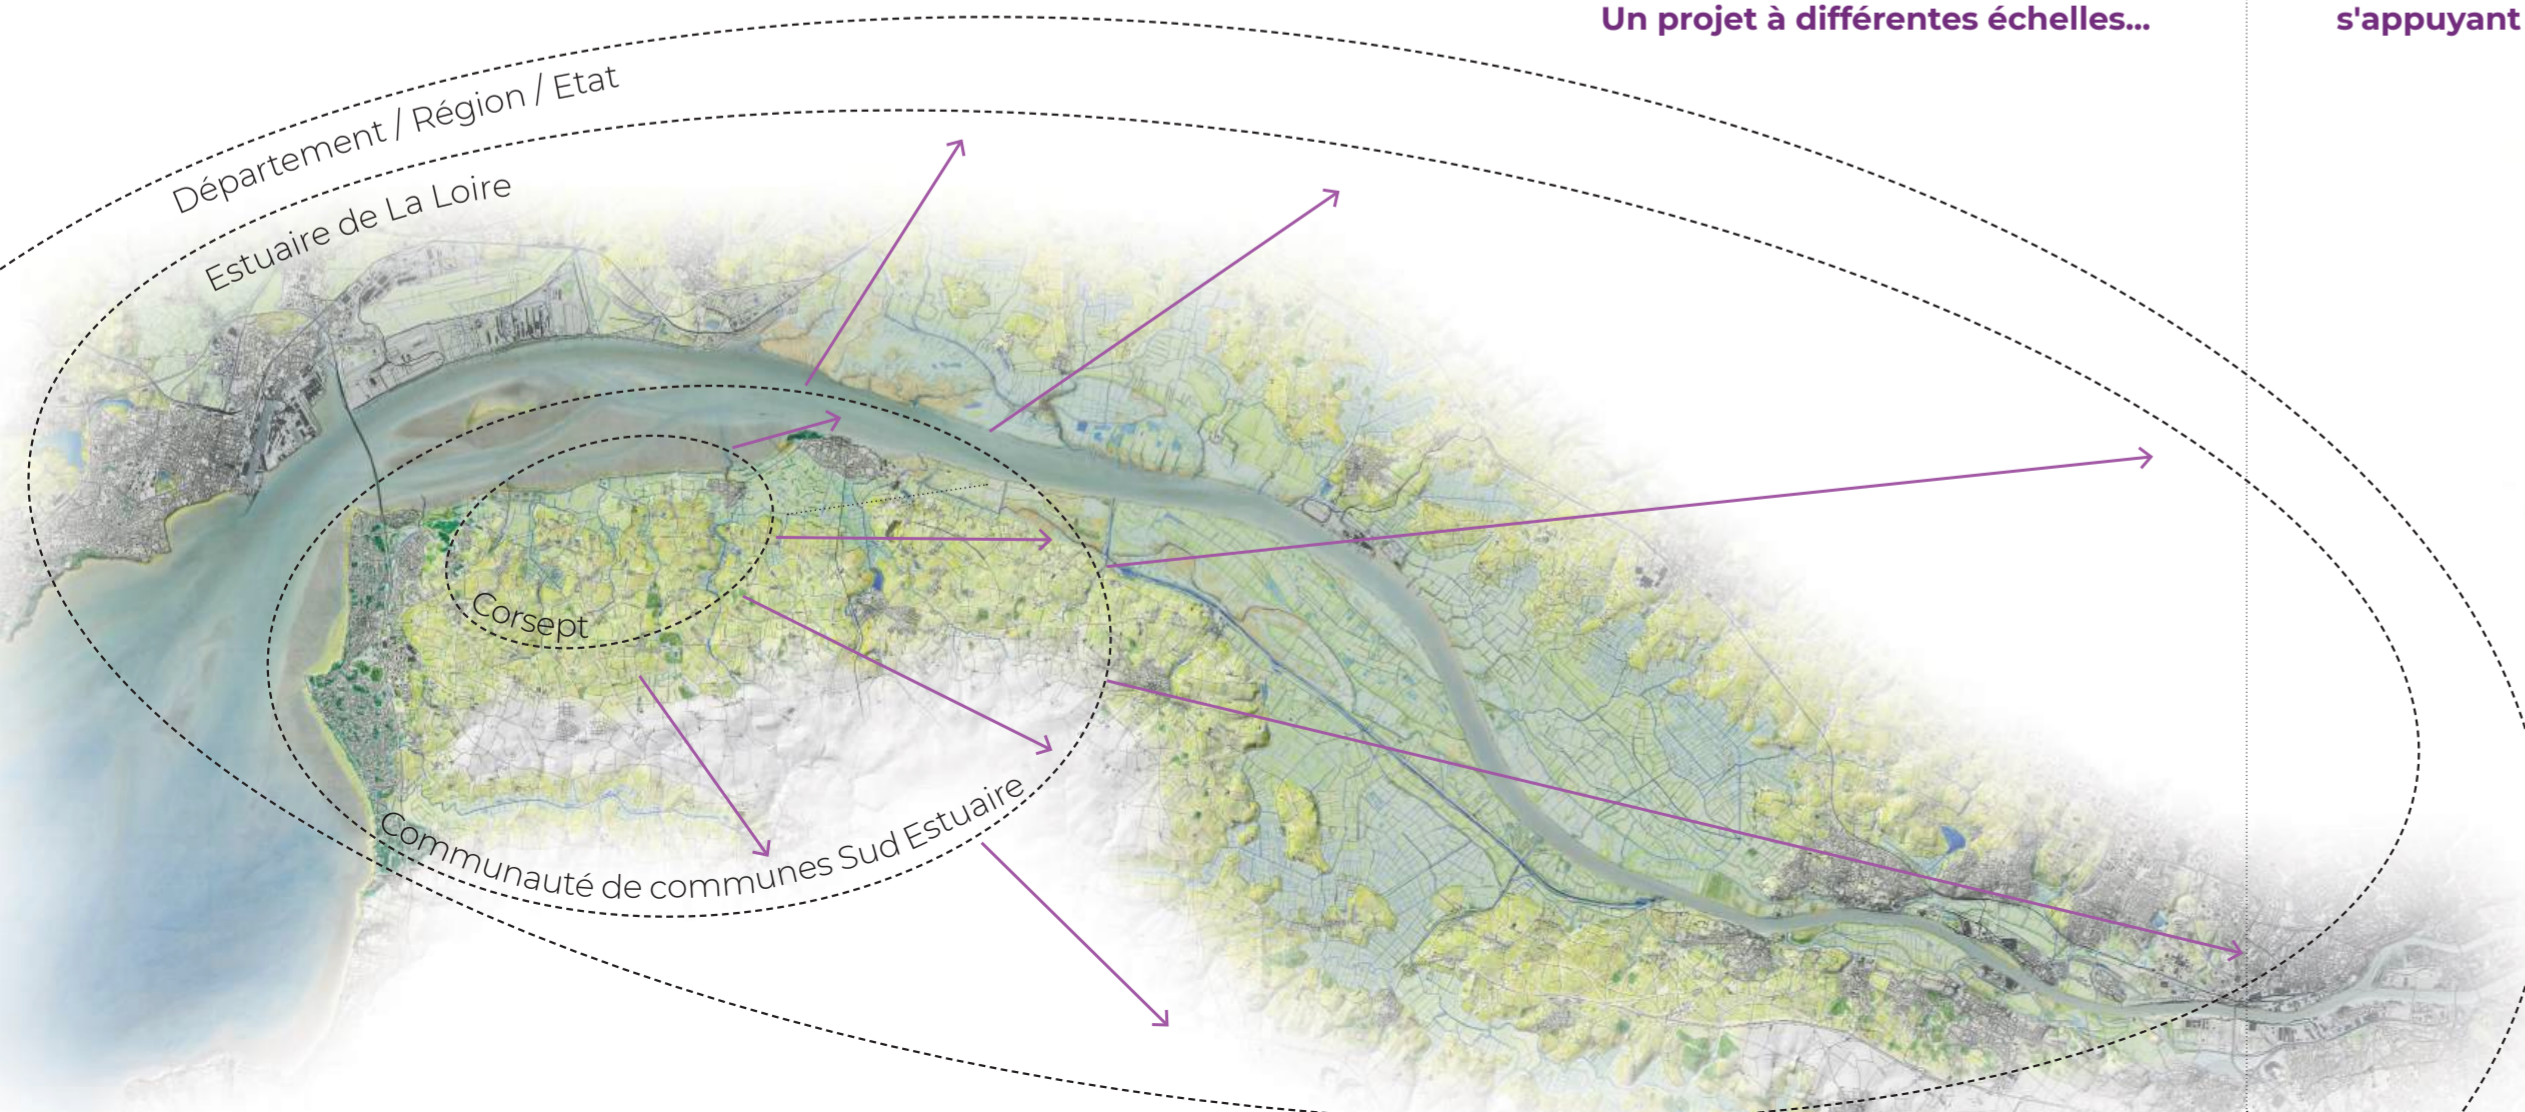 Un projet à différentes échelles...
s'appuyant
Département / Région / Etat
Estuaire de La Loire
Corsept
Communauté de communes Sud Estuaire